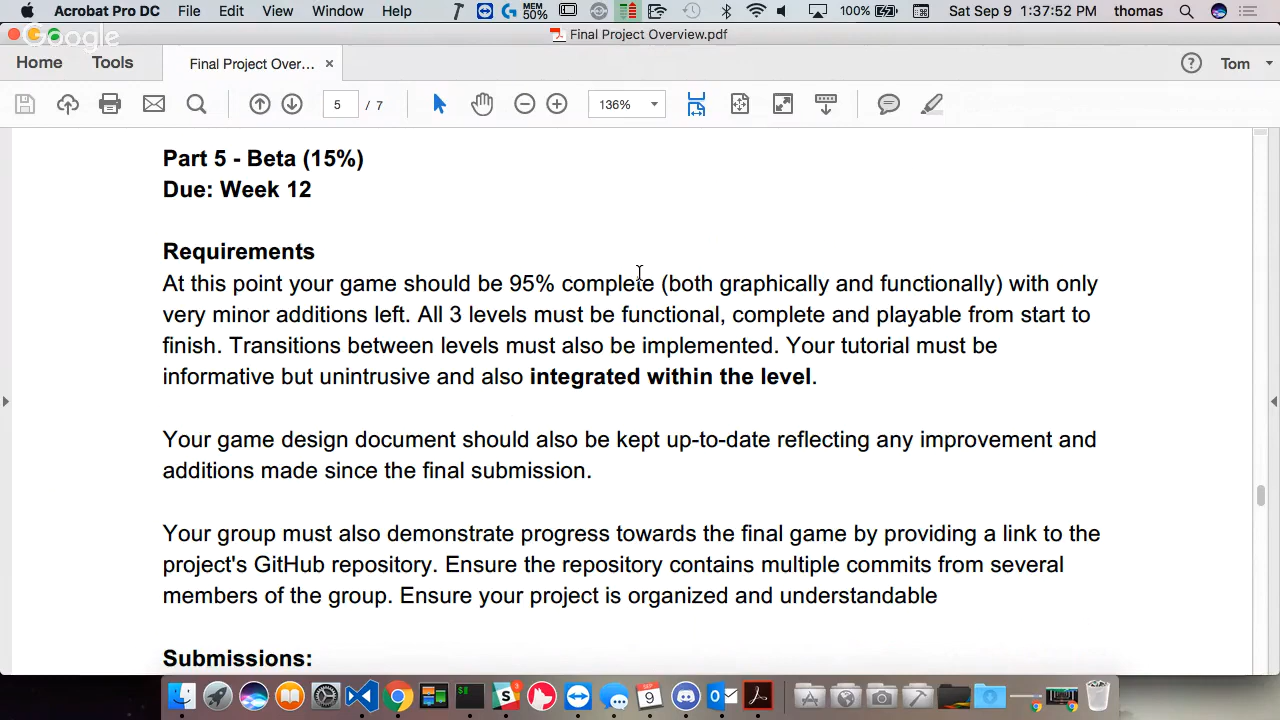 Acrobat Pro DC File Edit View Window Help MEM 50% 100% Sat Sep 9 1:37:52 PM thomas
Google
Final Project Overview.pdf
Home Tools Final Project Over... × ? Tom
5 / 7 136%
Part 5 - Beta (15%)
Due: Week 12
Requirements
At this point your game should be 95% complete (both graphically and functionally) with only
very minor additions left. All 3 levels must be functional, complete and playable from start to
finish. Transitions between levels must also be implemented. Your tutorial must be
informative but unintrusive and also integrated within the level.
Your game design document should also be kept up-to-date reflecting any improvement and
additions made since the final submission.
Your group must also demonstrate progress towards the final game by providing a link to the
project's GitHub repository. Ensure the repository contains multiple commits from several
members of the group. Ensure your project is organized and understandable
Submissions: